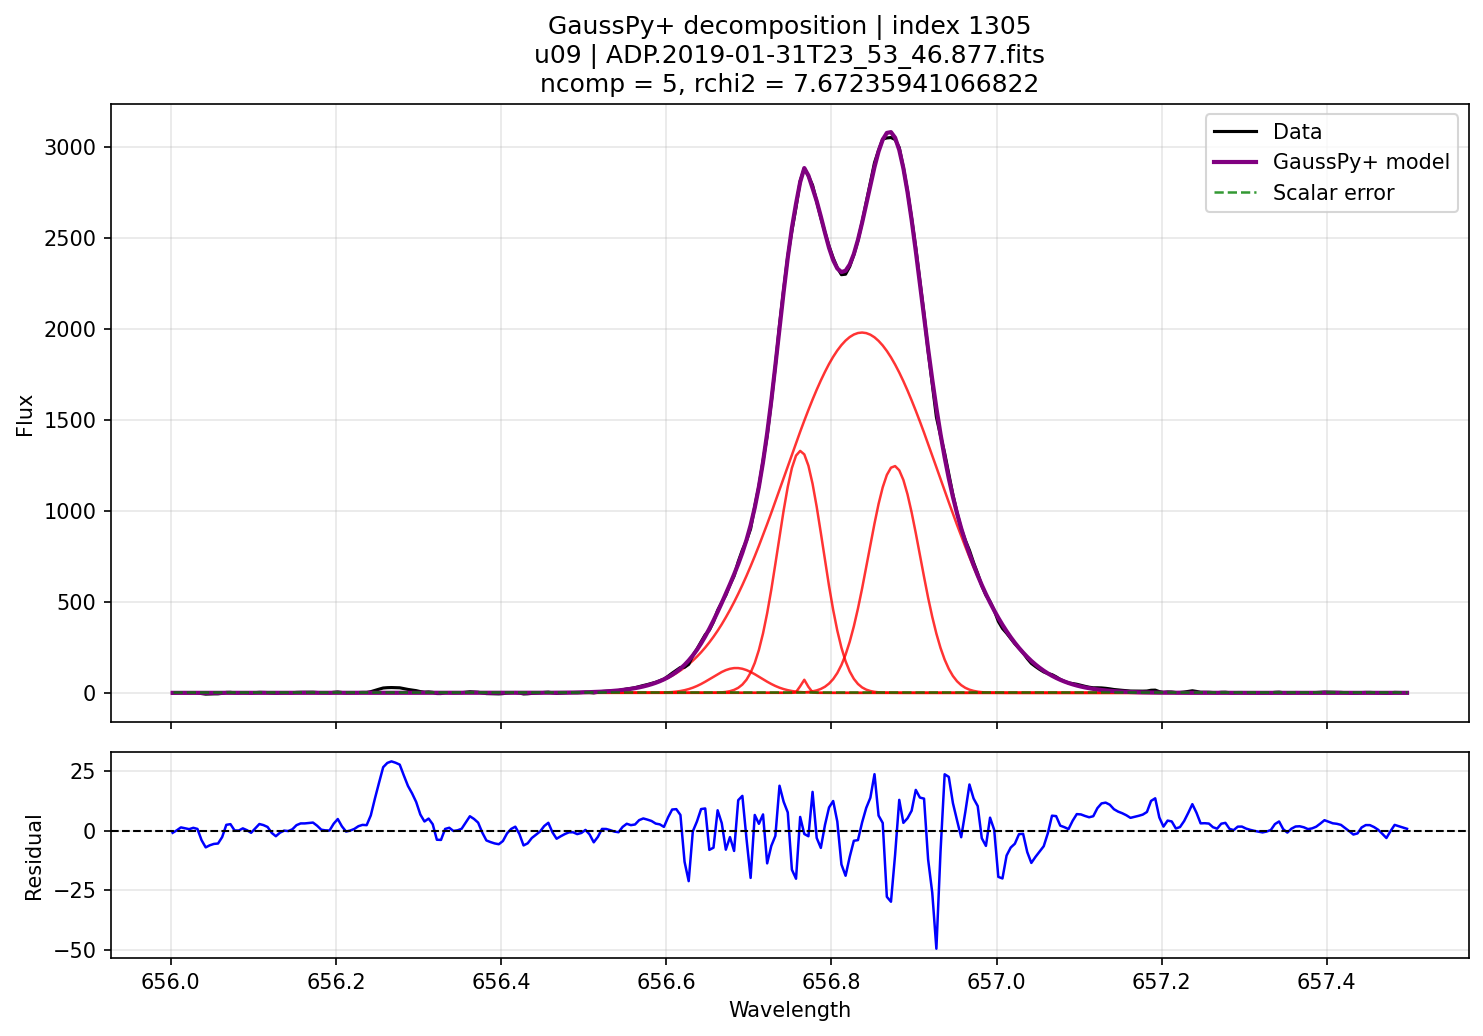 GaussPy+ decomposition | index 1305
u09 | ADP.2019-01-31T23_53_46.877.fits
ncomp = 5, rchi2 = 7.67235941066822
Data
GaussPy+ model
Scalar error
Flux
3000
2500
2000
1500
1000
500
0
Residual
25
0
−25
−50
656.0
656.2
656.4
656.6
656.8
657.0
657.2
657.4
Wavelength